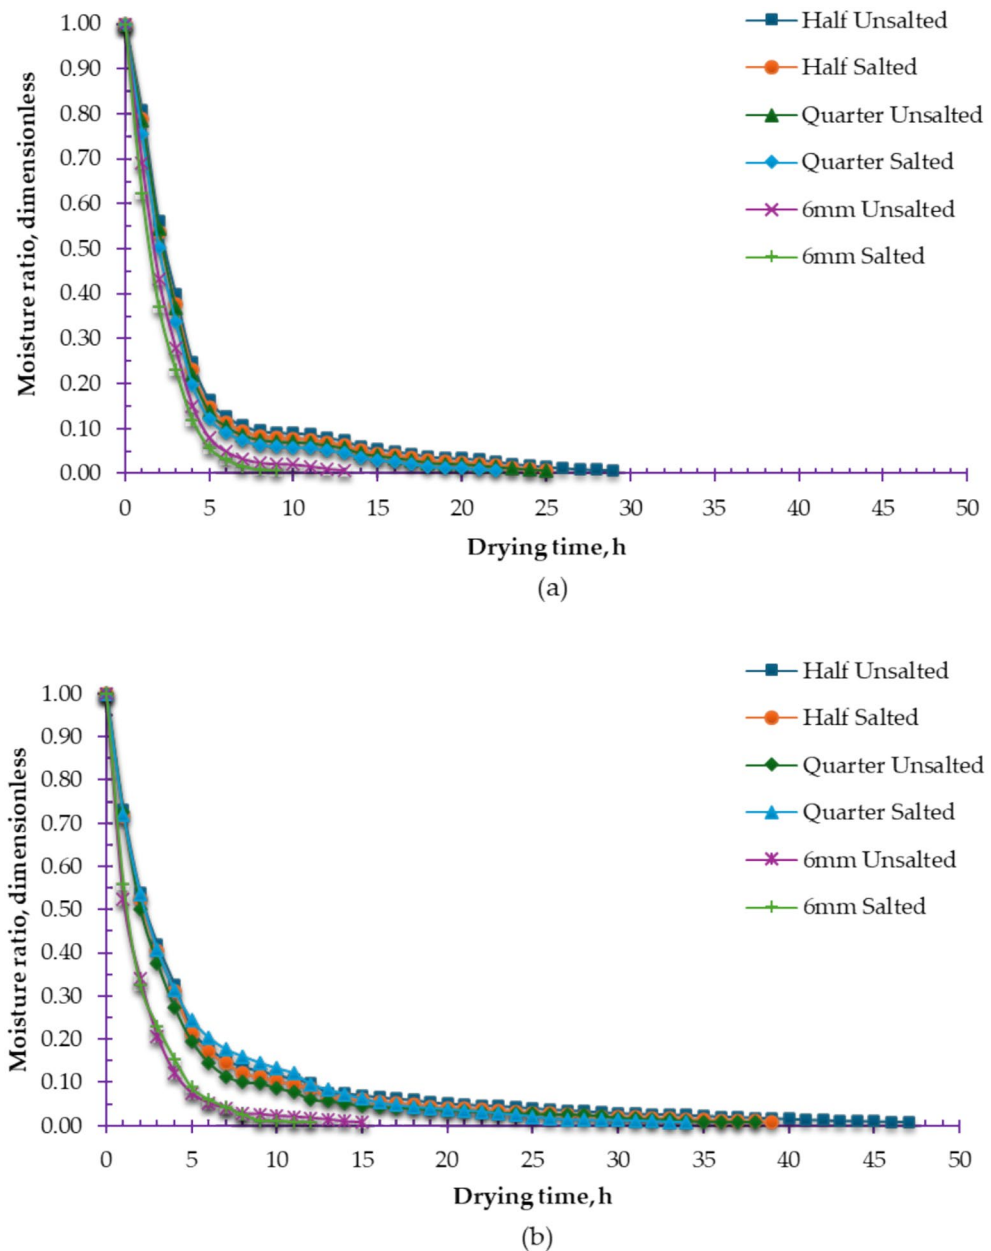 Moisture ratio, dimensionless
1.00
0.90
0.80
0.70
0.60
0.50
0.40
0.30
0.20
0.10
0.00
0 5 10 15 20 25 30 35 40 45 50
Drying time, h
Half Unsalted
Half Salted
Quarter Unsalted
Quarter Salted
6mm Unsalted
6mm Salted
(a)
Moisture ratio, dimensionless
1.00
0.90
0.80
0.70
0.60
0.50
0.40
0.30
0.20
0.10
0.00
0 5 10 15 20 25 30 35 40 45 50
Drying time, h
Half Unsalted
Half Salted
Quarter Unsalted
Quarter Salted
6mm Unsalted
6mm Salted
(b)